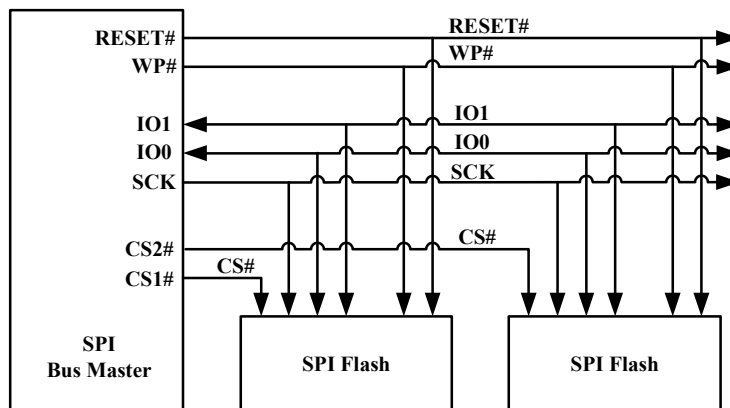 RESET#
RESET#
WP#
WP#
IO1
IO1
IO0
IO0
SCK
SCK
CS2#
CS#
CS1#
CS#
SPI
Bus Master
SPI Flash
SPI Flash